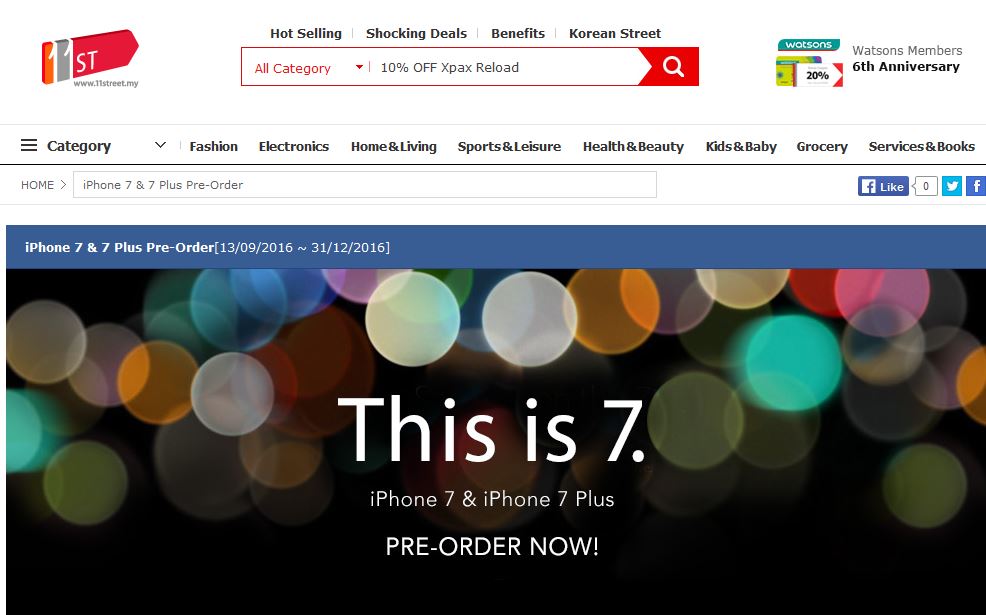 Hot Selling
Shocking Deals
Benefits
Korean Street
11ST
www.11street.my
All Category
10% OFF Xpax Reload
watsons
20%
Watsons Members
6th Anniversary
Category
Fashion
Electronics
Home&Living
Sports&Leisure
Health&Beauty
Kids&Baby
Grocery
Services&Books
HOME
iPhone 7 & 7 Plus Pre-Order
f Like
0
f
iPhone 7 & 7 Plus Pre-Order[13/09/2016 ~ 31/12/2016]
This is 7.
iPhone 7 & iPhone 7 Plus
PRE-ORDER NOW!